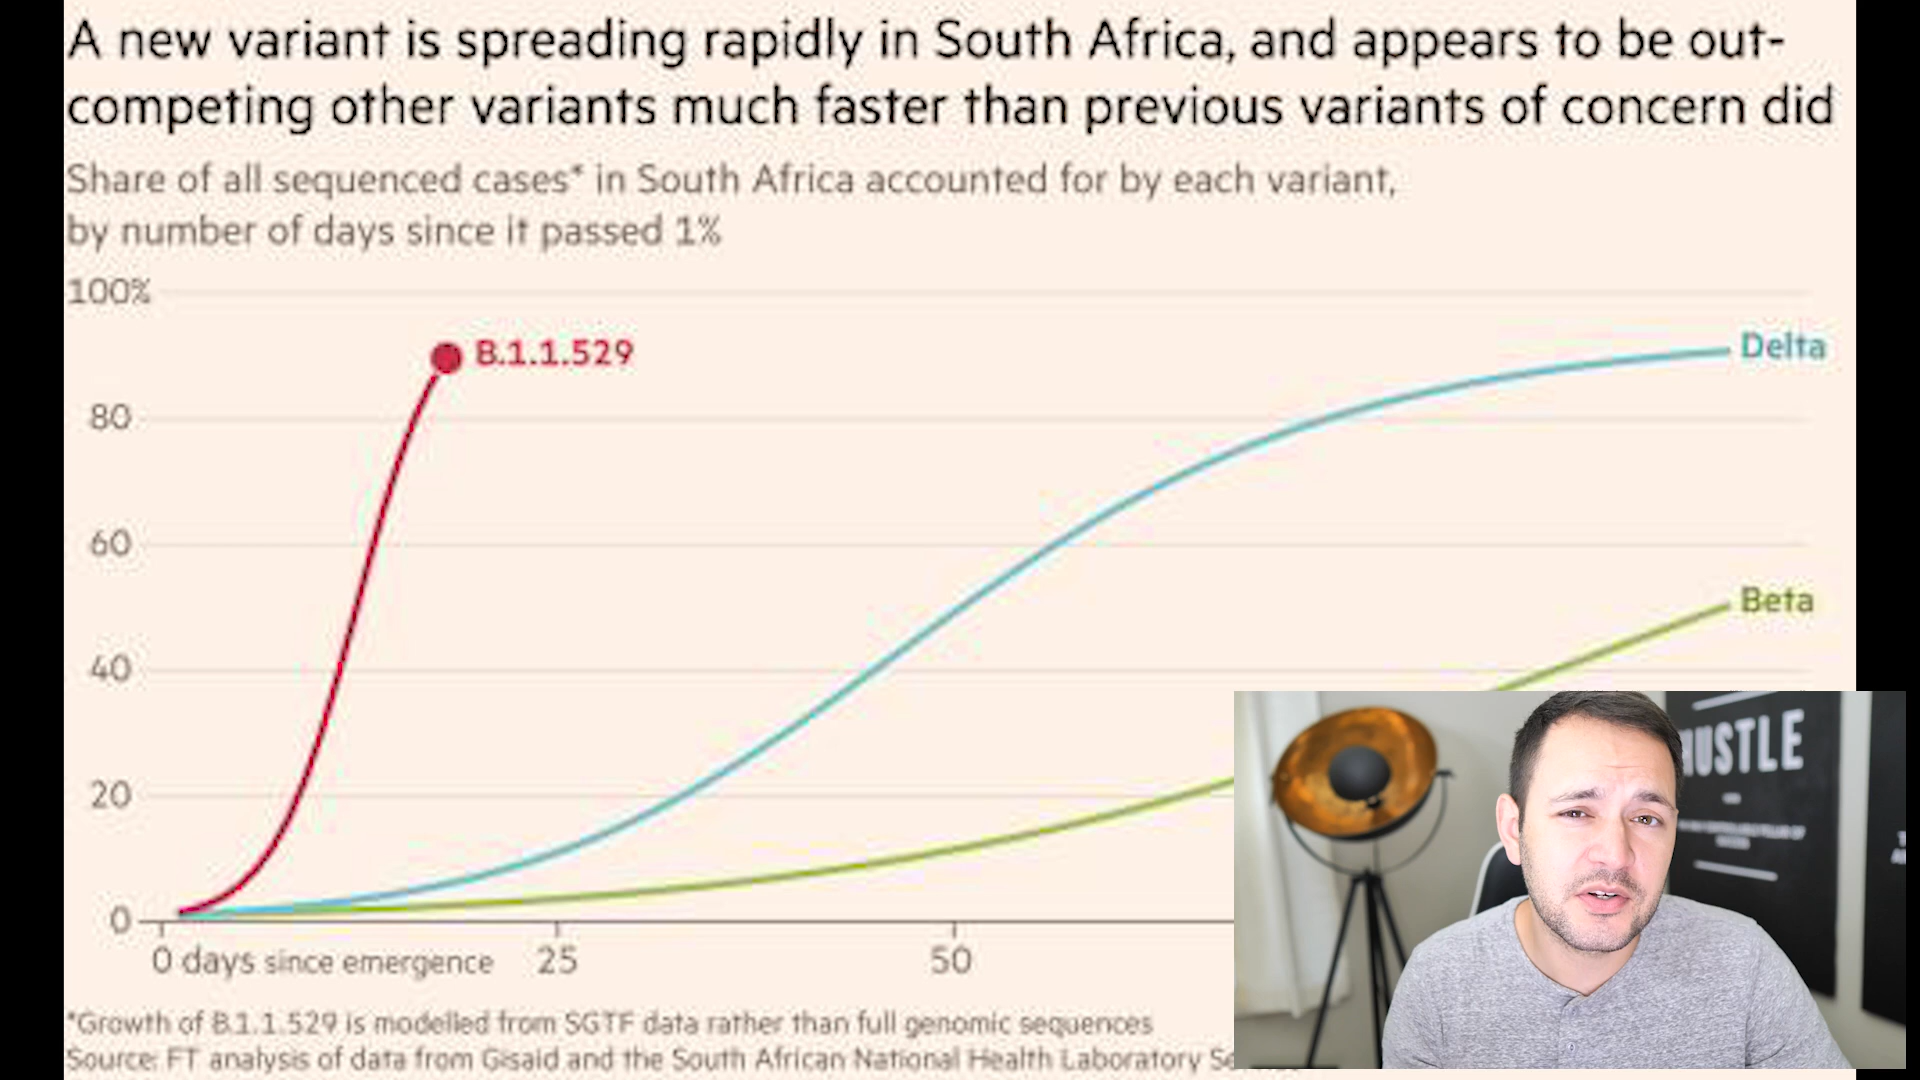 A new variant is spreading rapidly in South Africa, and appears to be out-
competing other variants much faster than previous variants of concern did
Share of all sequenced cases* in South Africa accounted for by each variant,
by number of days since it passed 1%
100%
B.1.1.529
Delta
80
60
Beta
40
20
0
0 days since emergence
25
50
*Growth of B.1.1.529 is modelled from SGTF data rather than full genomic sequences
Source: FT analysis of data from Gisaid and the South African National Health Laboratory
HUSTLE